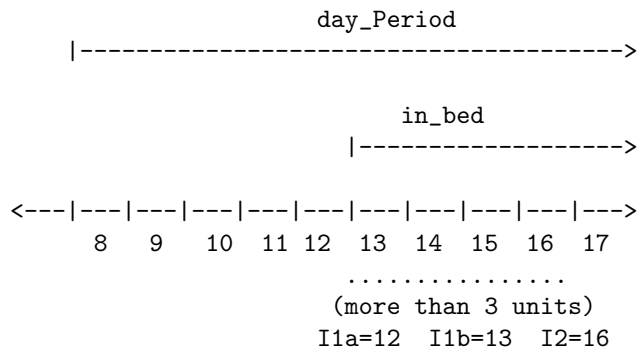 day_Period
|--------------------------------------->
in_bed
|------------------->
<---|---|---|---|---|---|---|---|---|--->
8 9 10 11 12 13 14 15 16 17
................
(more than 3 units)
I1a=12 I1b=13 I2=16